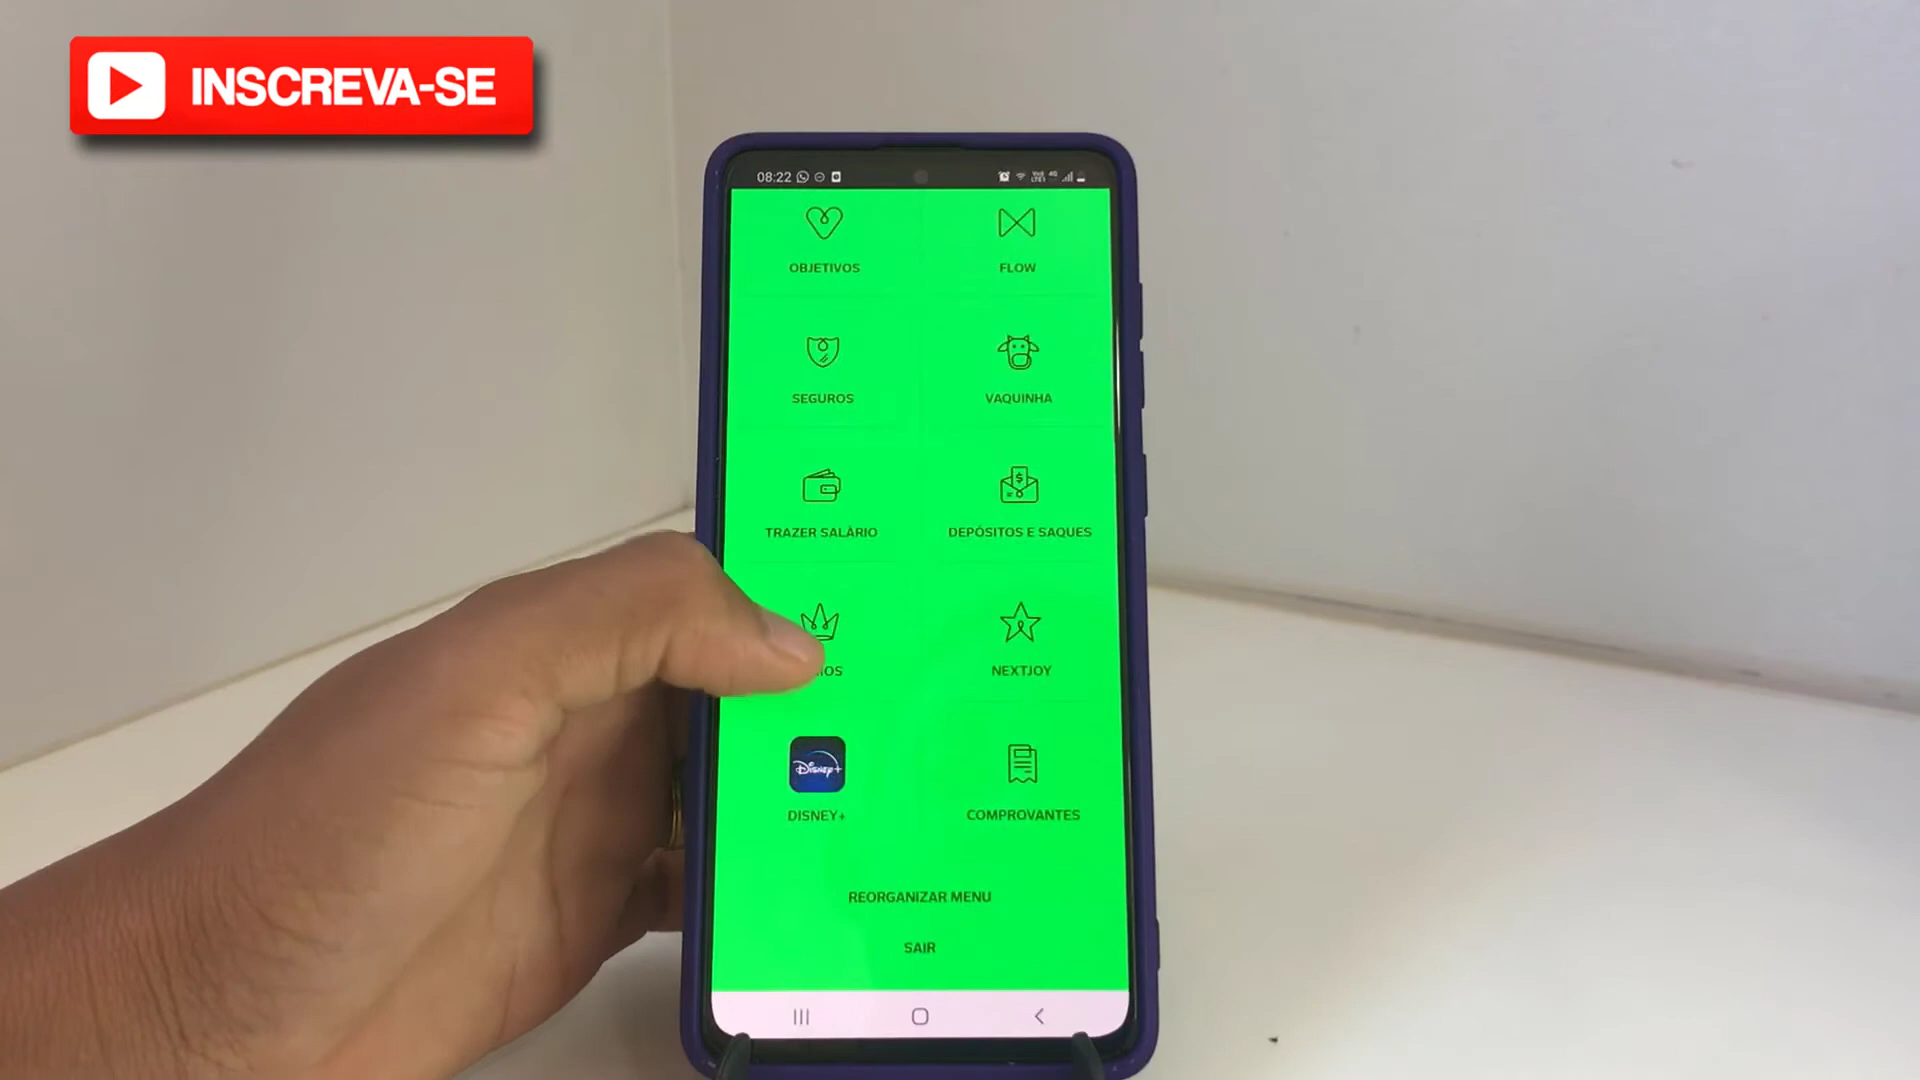 INSCREVA-SE
08:22
OBJETIVOS
FLOW
SEGUROS
VAQUINHA
TRAZER SALÁRIO
DEPÓSITOS E SAQUES
NEXTJOY
Disney+
DISNEY+
COMPROVANTES
REORGANIZAR MENU
SAIR